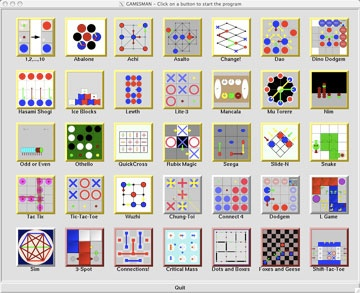 GAMESMAN - Click on a button to start the program
1,2,...,10 Abalone Achi Asalto Change! Dao Dino Dodgem
Hasami Shogi Ice Blocks Lewth Lite-3 Mancala Mu Torere Nim
Odd or Even Othello QuickCross Rubix Magic Seega Slide-N Snake
Tac Tix Tic-Tac-Toe Wuzhi Chung-Toi Connect 4 Dodgem L Game
Sim 3-Spot Connections! Critical Mass Dots and Boxes Foxes and Geese Shift-Tac-Toe
Quit